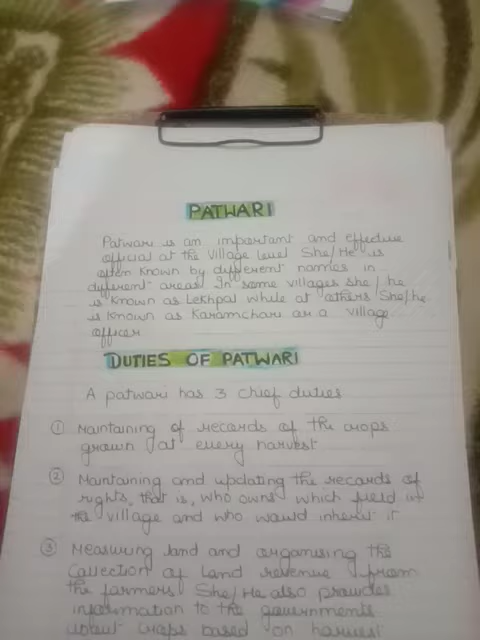 PATWARI
Patwari is an important and effective
official at the village level She/He is
often known by different names in
different areas In some villages she/he
is known as Lekhpal while at others She/he
is known as Karamchari or a village
officer
DUTIES OF PATWARI
A patwari has 3 chief duties
① Maintaining of records of the crops
grown at every harvest
② Maintaining and updating the records of
rights, that is, who owns which field in
the village and who would inherit it
③ Measuring land and organising the
Collection of Land revenue from
the farmers She/He also provides
information to the governments
about crops based on harvest